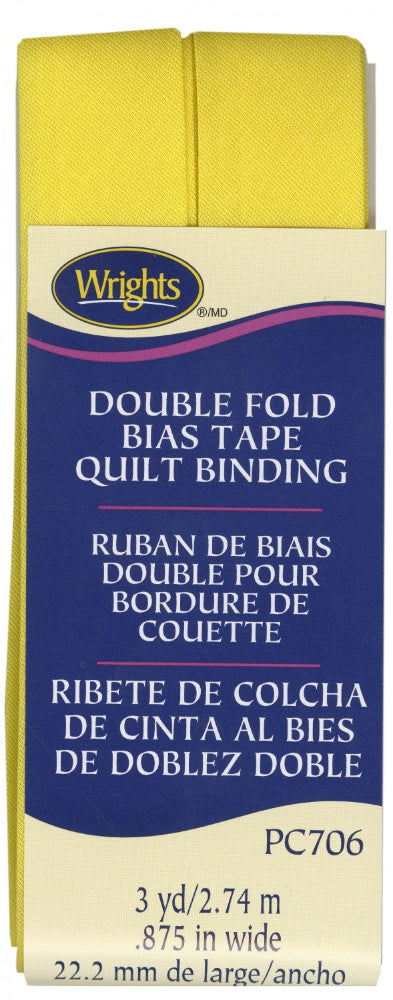 Wrights
®/MD
DOUBLE FOLD
BIAS TAPE
QUILT BINDING
RUBAN DE BIAIS
DOUBLE POUR
BORDURE DE
COUETTE
RIBETE DE COLCHA
DE CINTA AL BIES
DE DOBLEZ DOBLE
PC706
3 yd/2.74 m
.875 in wide
22.2 mm de large/ancho